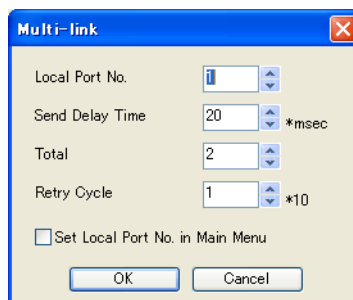 Multi-link
Local Port No. 1
Send Delay Time 20 *msec
Total 2
Retry Cycle 1 *10
Set Local Port No. in Main Menu
OK Cancel